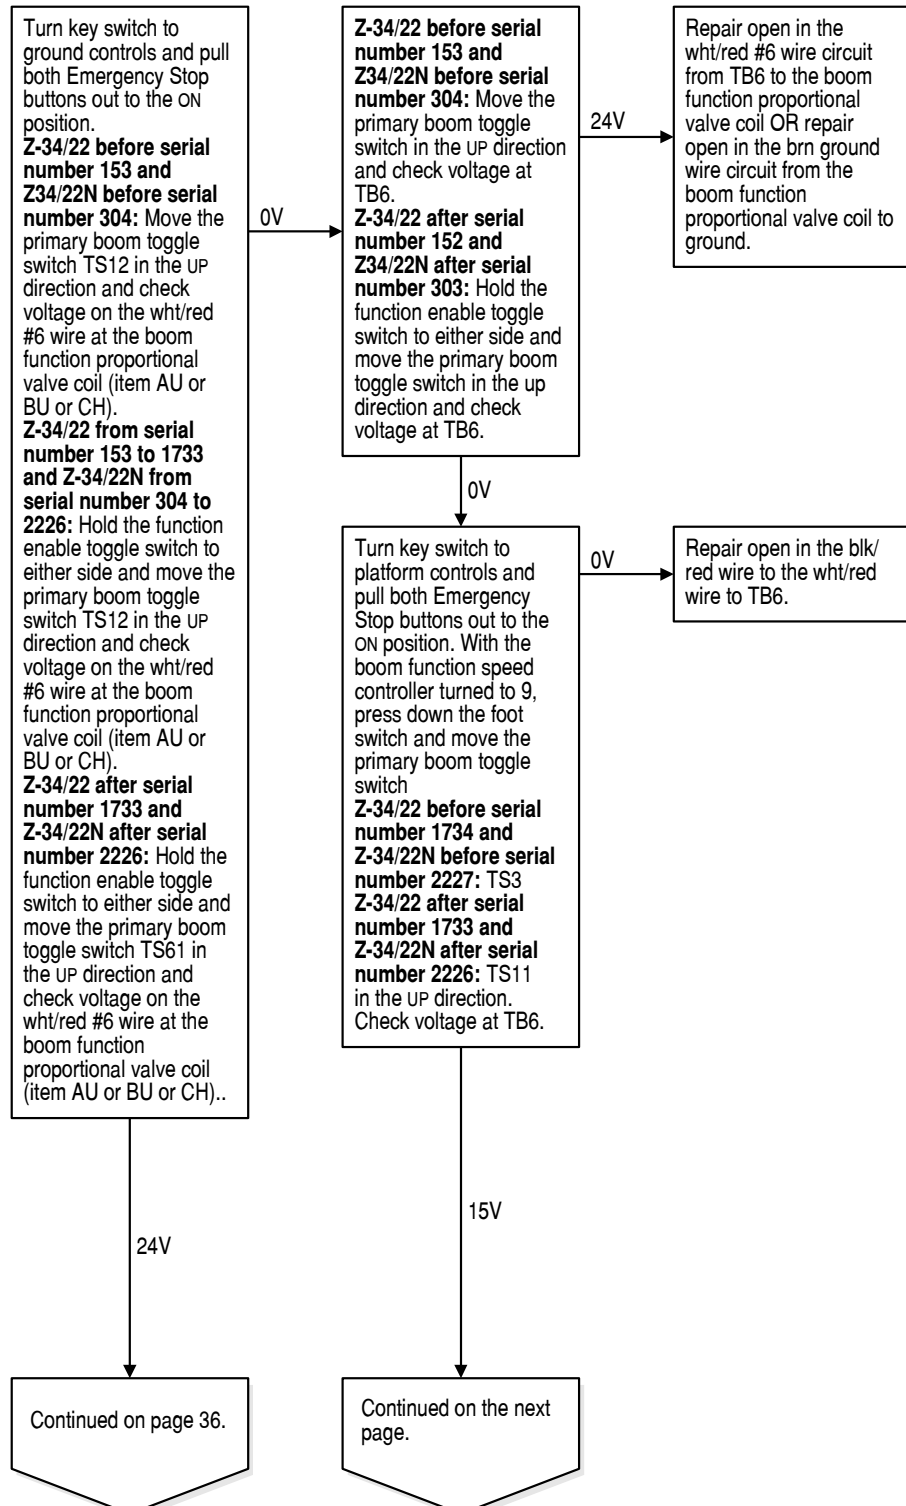 Turn key switch to
ground controls and pull
both Emergency Stop
buttons out to the ON
position.
Z-34/22 before serial
number 153 and
Z34/22N before serial
number 304: Move the
primary boom toggle
switch TS12 in the UP
direction and check
voltage on the wht/red
#6 wire at the boom
function proportional
valve coil (item AU or
BU or CH).
Z-34/22 from serial
number 153 to 1733
and Z-34/22N from
serial number 304 to
2226: Hold the function
enable toggle switch to
either side and move the
primary boom toggle
switch TS12 in the UP
direction and check
voltage on the wht/red
#6 wire at the boom
function proportional
valve coil (item AU or
BU or CH).
Z-34/22 after serial
number 1733 and
Z-34/22N after serial
number 2226: Hold the
function enable toggle
switch to either side and
move the primary boom
toggle switch TS61 in
the UP direction and
check voltage on the
wht/red #6 wire at the
boom function
proportional valve coil
(item AU or BU or CH)..
0V
24V
Continued on page 36.
Z-34/22 before serial
number 153 and
Z34/22N before serial
number 304: Move the
primary boom toggle
switch in the UP direction
and check voltage at
TB6.
Z-34/22 after serial
number 152 and
Z34/22N after serial
number 303: Hold the
function enable toggle
switch to either side and
move the primary boom
toggle switch in the up
direction and check
voltage at TB6.
24V
Repair open in the
wht/red #6 wire circuit
from TB6 to the boom
function proportional
valve coil OR repair
open in the brn ground
wire circuit from the
boom function
proportional valve coil to
ground.
0V
Turn key switch to
platform controls and
pull both Emergency
Stop buttons out to the
ON position. With the
boom function speed
controller turned to 9,
press down the foot
switch and move the
primary boom toggle
switch
Z-34/22 before serial
number 1734 and
Z-34/22N before serial
number 2227: TS3
Z-34/22 after serial
number 1733 and
Z-34/22N after serial
number 2226: TS11
in the UP direction.
Check voltage at TB6.
0V
Repair open in the blk/
red wire to the wht/red
wire to TB6.
15V
Continued on the next
page.